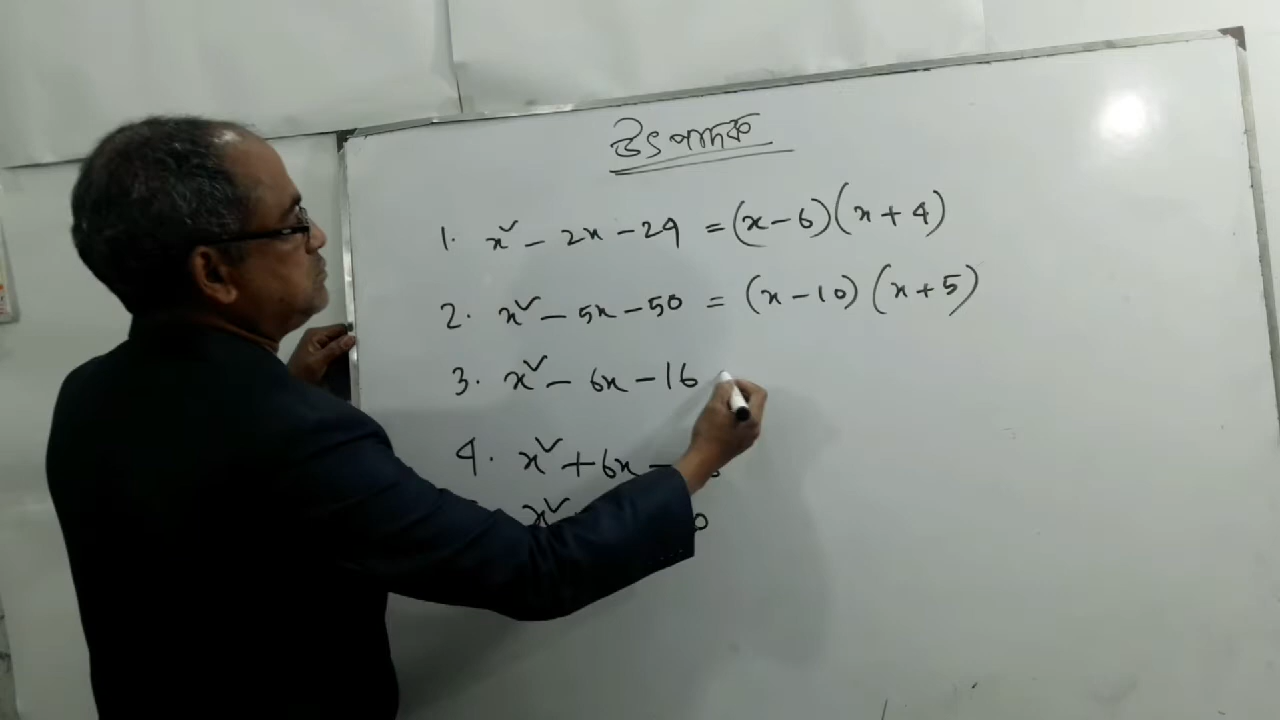 উৎপাদক
1. x² - 2x - 24 = (x - 6)(x + 4)
2. x² - 5x - 50 = (x - 10)(x + 5)
3. x² - 6x - 16
4. x² + 6x -
x²